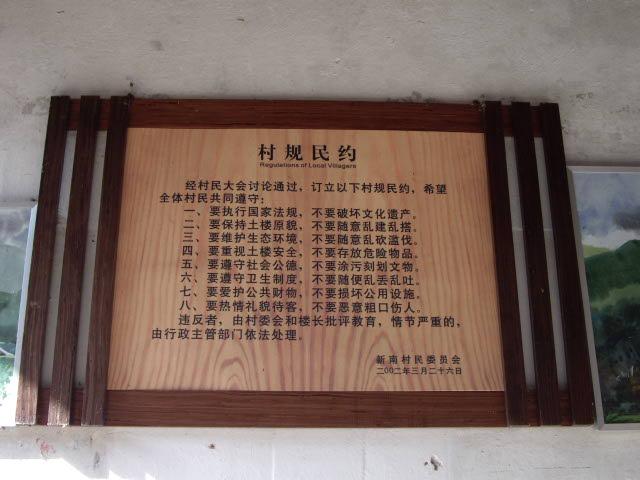 村规民约
Regulations of Local Villagers
经村民大会讨论通过，订立以下村规民约，希望
全体村民共同遵守：
一、要执行国家法规，不要破坏文化遗产。
二、要保持土楼原貌，不要随意乱建乱搭。
三、要维护生态环境，不要随意乱砍滥伐。
四、要重视土楼安全，不要存放危险物品。
五、要遵守社会公德，不要涂污刻划文物。
六、要遵守卫生制度，不要随便乱丢乱吐。
七、要爱护公共财物，不要损坏公用设施。
八、要热情礼貌待客，不要恶意粗口伤人。
违反者，由村委会和楼长批评教育，情节严重的，
由行政主管部门依法处理。
新南村民委员会
二00二年三月二十六日